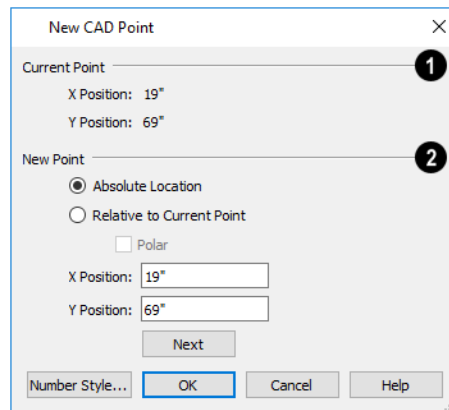 New CAD Point
Current Point 1
X Position: 19"
Y Position: 69"
New Point 2
Absolute Location
Relative to Current Point
Polar
X Position: 19"
Y Position: 69"
Next
Number Style... OK Cancel Help